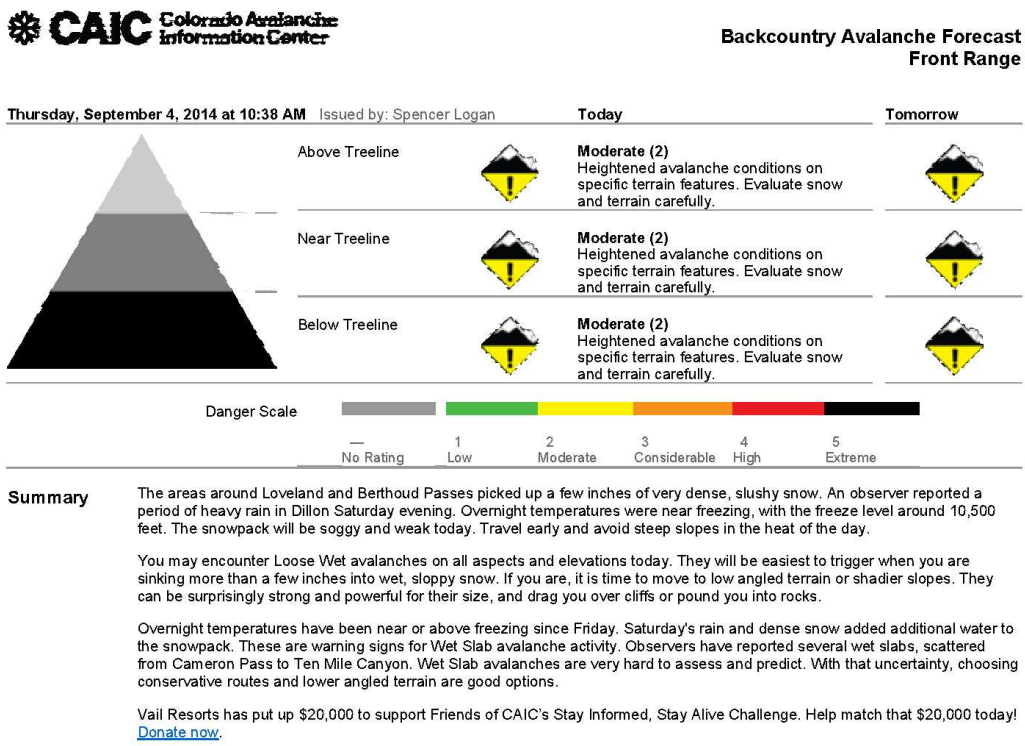 CAIC Colorado Avalanche
Information Center
Backcountry Avalanche Forecast
Front Range
Thursday, September 4, 2014 at 10:38 AM Issued by: Spencer Logan Today Tomorrow
Above Treeline
Moderate (2)
Heightened avalanche conditions on
specific terrain features. Evaluate snow
and terrain carefully.
Near Treeline
Moderate (2)
Heightened avalanche conditions on
specific terrain features. Evaluate snow
and terrain carefully.
Below Treeline
Moderate (2)
Heightened avalanche conditions on
specific terrain features. Evaluate snow
and terrain carefully.
Danger Scale
— 1 2 3 4 5
No Rating Low Moderate Considerable High Extreme
Summary
The areas around Loveland and Berthoud Passes picked up a few inches of very dense, slushy snow. An observer reported a
period of heavy rain in Dillon Saturday evening. Overnight temperatures were near freezing, with the freeze level around 10,500
feet. The snowpack will be soggy and weak today. Travel early and avoid steep slopes in the heat of the day.
You may encounter Loose Wet avalanches on all aspects and elevations today. They will be easiest to trigger when you are
sinking more than a few inches into wet, sloppy snow. If you are, it is time to move to low angled terrain or shadier slopes. They
can be surprisingly strong and powerful for their size, and drag you over cliffs or pound you into rocks.
Overnight temperatures have been near or above freezing since Friday. Saturday's rain and dense snow added additional water to
the snowpack. These are warning signs for Wet Slab avalanche activity. Observers have reported several wet slabs, scattered
from Cameron Pass to Ten Mile Canyon. Wet Slab avalanches are very hard to assess and predict. With that uncertainty, choosing
conservative routes and lower angled terrain are good options.
Vail Resorts has put up $20,000 to support Friends of CAIC's Stay Informed, Stay Alive Challenge. Help match that $20,000 today!
Donate now.